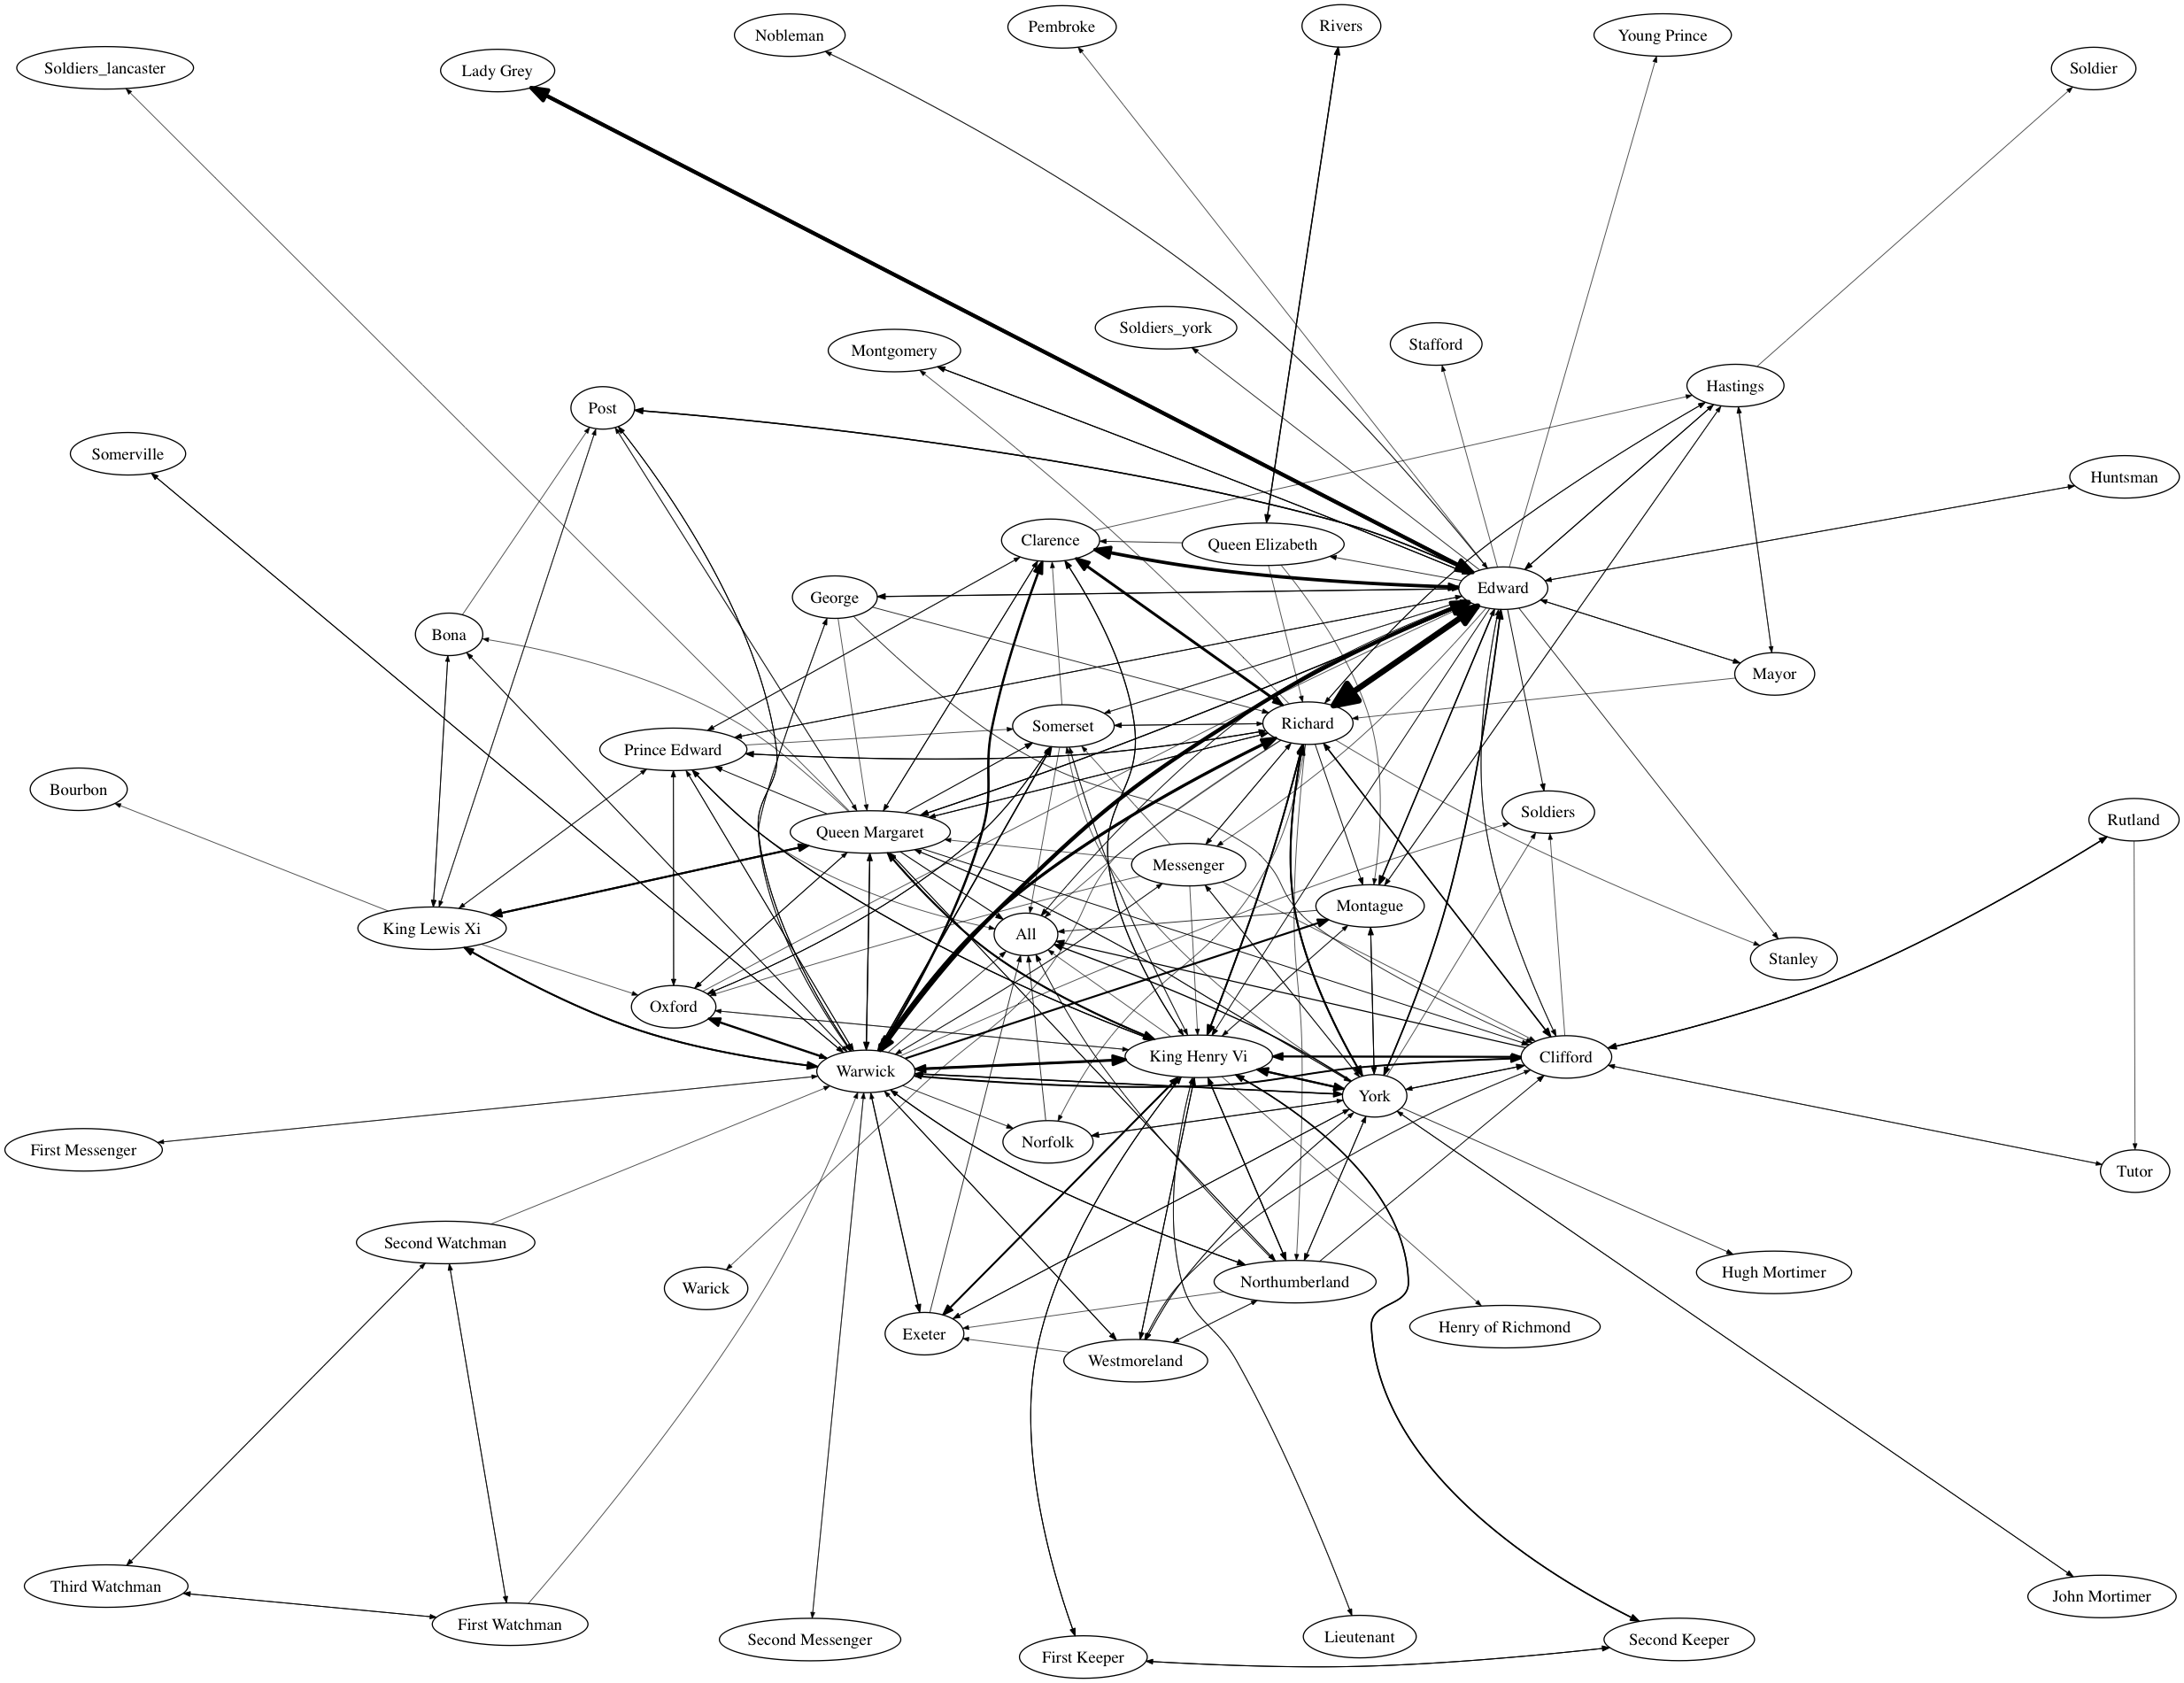 Rivers
Pembroke
Nobleman
Young Prince
Soldiers_lancaster
Lady Grey
Soldier
Soldiers_york
Stafford
Montgomery
Hastings
Post
Somerville
Huntsman
Clarence
Queen Elizabeth
Edward
George
Bona
Mayor
Richard
Somerset
Prince Edward
Bourbon
Soldiers
Rutland
Queen Margaret
Messenger
Montague
King Lewis Xi
All
Stanley
Oxford
King Henry Vi
Clifford
Warwick
York
Norfolk
First Messenger
Tutor
Second Watchman
Hugh Mortimer
Warick
Northumberland
Henry of Richmond
Exeter
Westmoreland
Third Watchman
John Mortimer
First Watchman
Second Messenger
Lieutenant
Second Keeper
First Keeper